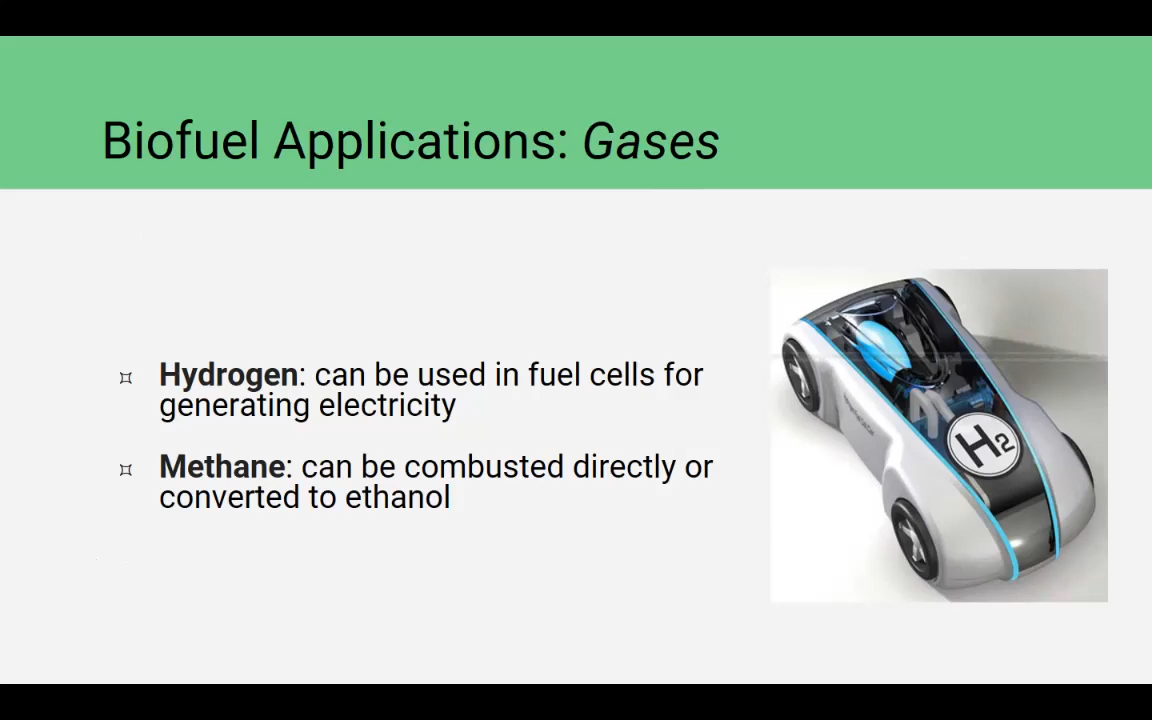 Biofuel Applications: Gases
Hydrogen: can be used in fuel cells for
generating electricity
Methane: can be combusted directly or
converted to ethanol
H2